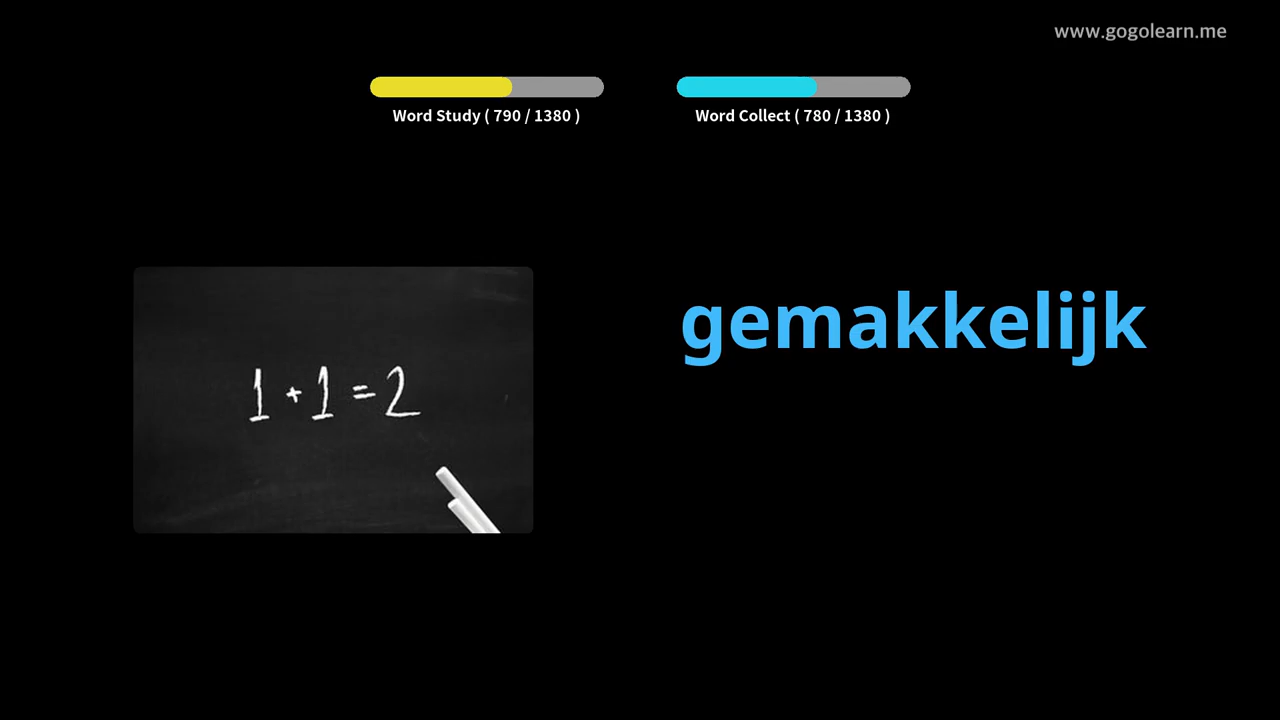 www.gogolearn.me
Word Study ( 790 / 1380 )
Word Collect ( 780 / 1380 )
gemakkelijk
1 + 1 = 2